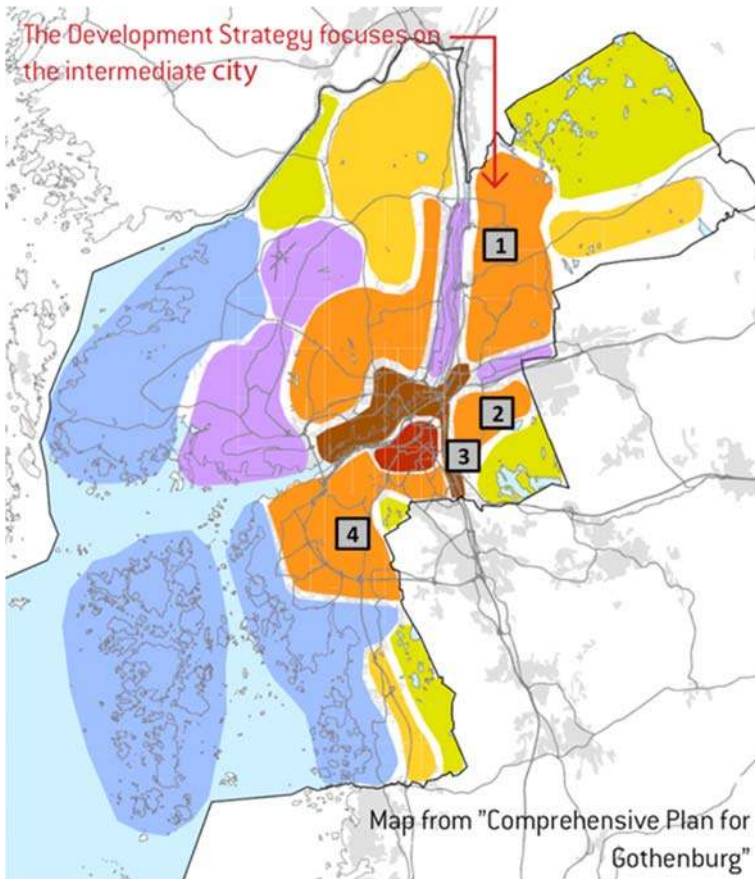 The Development Strategy focuses on
the intermediate city
1
2
3
4
Map from "Comprehensive Plan for
Gothenburg"